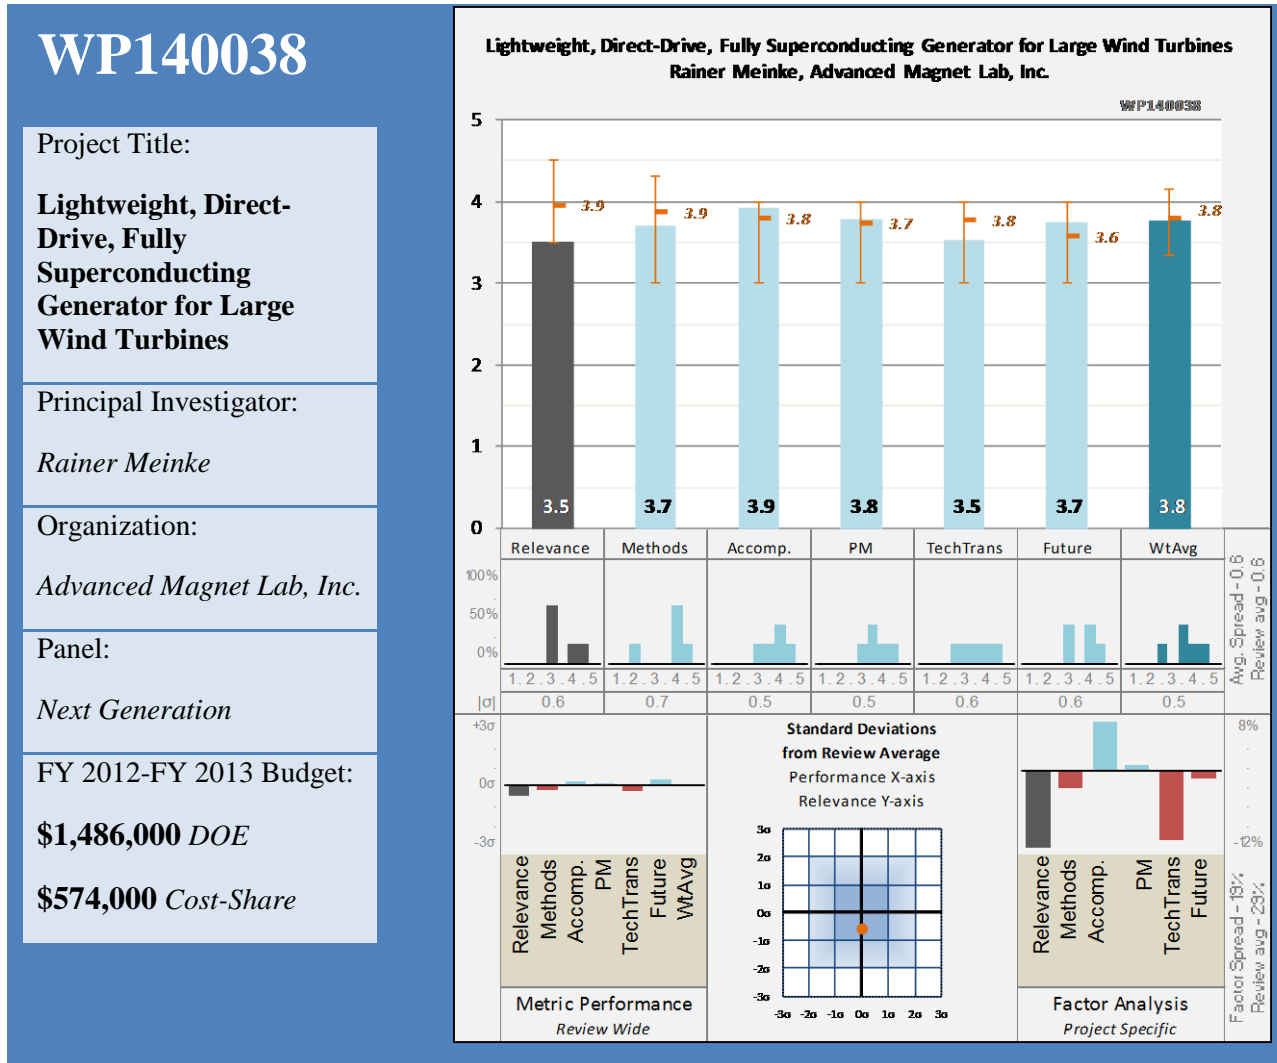 WP140038
Project Title:
Lightweight, Direct-
Drive, Fully
Superconducting
Generator for Large
Wind Turbines
Principal Investigator:
Rainer Meinke
Organization:
Advanced Magnet Lab, Inc.
Panel:
Next Generation
FY 2012-FY 2013 Budget:
$1,486,000 DOE
$574,000 Cost-Share
Lightweight, Direct-Drive, Fully Superconducting Generator for Large Wind Turbines
Rainer Meinke, Advanced Magnet Lab, Inc.
WP140038
5
4
3
2
1
0
3.9
3.9
3.8
3.7
3.8
3.6
3.8
3.5
3.7
3.9
3.8
3.5
3.7
3.8
Relevance
Methods
Accomp.
PM
TechTrans
Future
WtAvg
100%
50%
0%
1 . 2 . 3 . 4 . 5
1 . 2 . 3 . 4 . 5
1 . 2 . 3 . 4 . 5
1 . 2 . 3 . 4 . 5
1 . 2 . 3 . 4 . 5
1 . 2 . 3 . 4 . 5
1 . 2 . 3 . 4 . 5
|σ|
0.6
0.7
0.5
0.5
0.6
0.6
0.5
Avg. Spread - 0.6
Review avg - 0.6
+3σ
0σ
-3σ
Relevance
Methods
Accomp.
PM
TechTrans
Future
WtAvg
Metric Performance
Review Wide
Standard Deviations
from Review Average
Performance X-axis
Relevance Y-axis
3σ
2σ
1σ
0σ
-1σ
-2σ
-3σ
-3σ -2σ -1σ 0σ 1σ 2σ 3σ
8%
-12%
Relevance
Methods
Accomp.
PM
TechTrans
Future
Factor Analysis
Project Specific
Factor Spread - 19%
Review avg - 29%